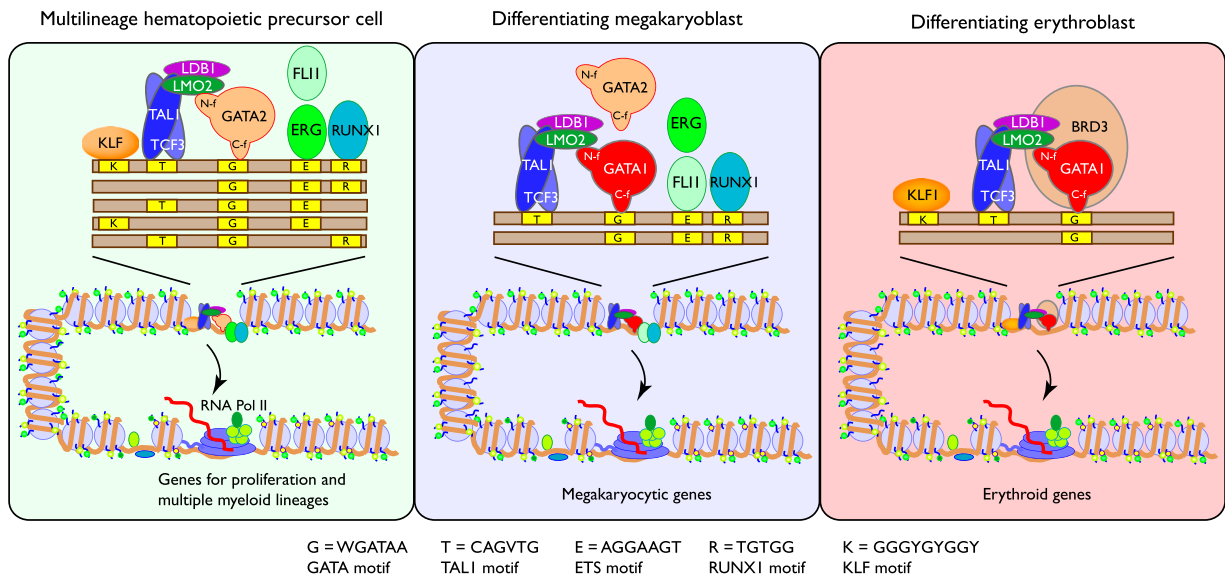 Multilineage hematopoietic precursor cell
LDB1
LMO2
N-f
TAL1
GATA2
TCF3
C-f
KLF
FLI1
ERG
RUNX1
K T G E R
G E R
T G E
K G E
T G R
RNA Pol II
Genes for proliferation and
multiple myeloid lineages
Differentiating megakaryoblast
N-f
GATA2
C-f
LDB1
LMO2
TAL1
N-f
GATA1
TCF3
C-f
ERG
FLI1
RUNX1
T G E R
G E R
Megakaryocytic genes
Differentiating erythroblast
LDB1
BRD3
LMO2
TAL1
N-f
GATA1
TCF3
C-f
KLF1
K T G
G
Erythroid genes
G = WGATAA T = CAGVTG E = AGGAAGT R = TGTGG K = GGGYGYGGY
GATA motif TAL1 motif ETS motif RUNX1 motif KLF motif